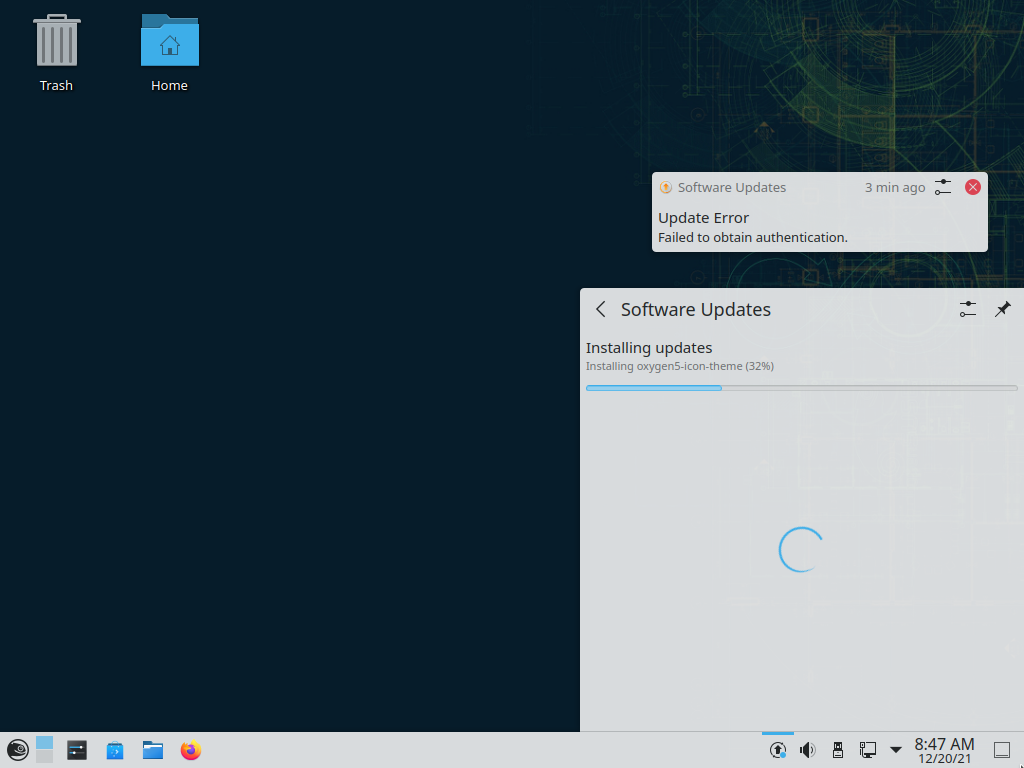 Trash
Home
Software Updates 3 min ago
Update Error
Failed to obtain authentication.
Software Updates
Installing updates
Installing oxygen5-icon-theme (32%)
8:47 AM
12/20/21